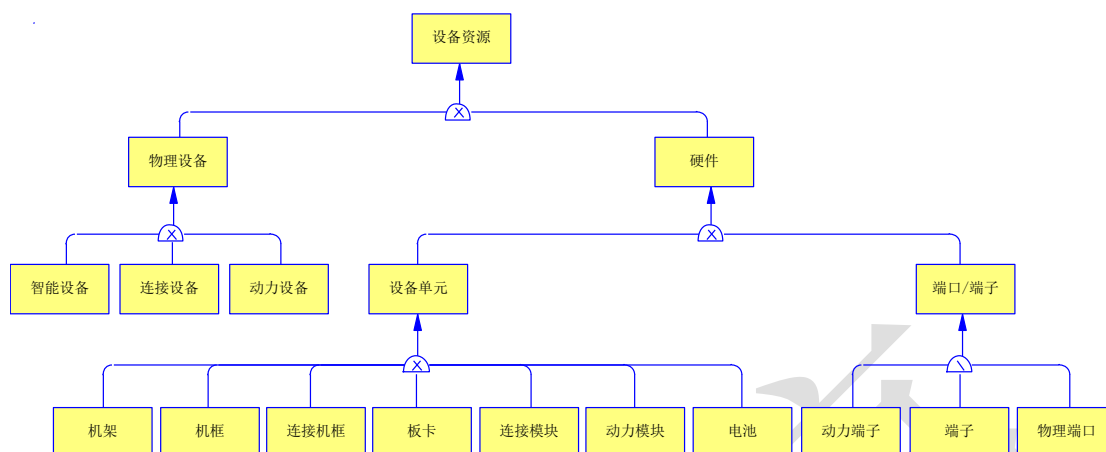 设备资源
物理设备
硬件
智能设备
连接设备
动力设备
设备单元
端口/端子
机架
机框
连接机框
板卡
连接模块
动力模块
电池
动力端子
端子
物理端口